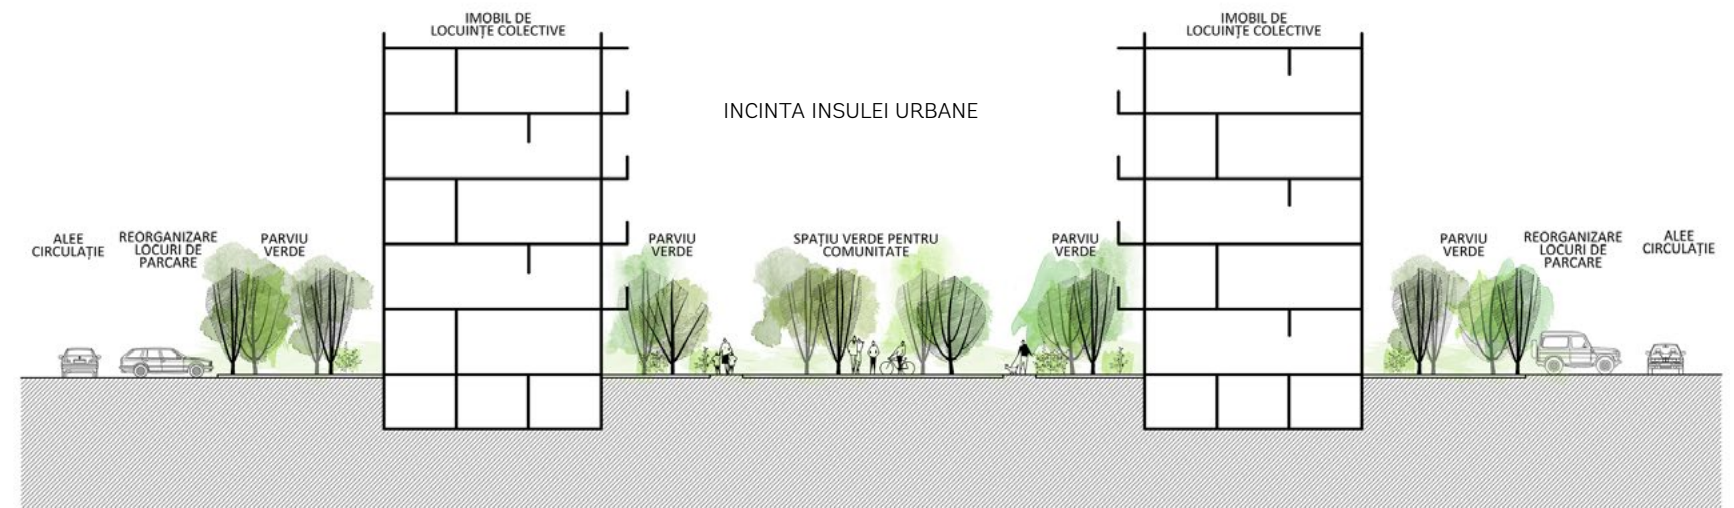 IMOBIL DE
LOCUINȚE COLECTIVE
IMOBIL DE
LOCUINȚE COLECTIVE
INCINTA INSULEI URBANE
ALEE
CIRCULAȚIE
REORGANIZARE
LOCURI DE
PARCARE
PARVIU
VERDE
PARVIU
VERDE
SPAȚIU VERDE PENTRU
COMUNITATE
PARVIU
VERDE
PARVIU
VERDE
REORGANIZARE
LOCURI DE
PARCARE
ALEE
CIRCULAȚIE